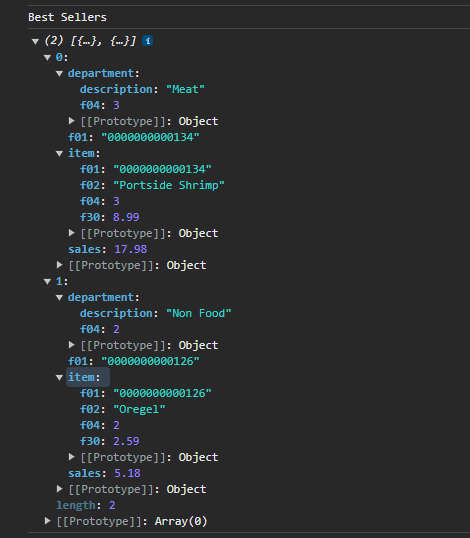 Best Sellers
(2) [{…}, {…}] i
0:
department:
description: "Meat"
f04: 3
[[Prototype]]: Object
f01: "0000000000134"
item:
f01: "0000000000134"
f02: "Portside Shrimp"
f04: 3
f30: 8.99
[[Prototype]]: Object
sales: 17.98
[[Prototype]]: Object
1:
department:
description: "Non Food"
f04: 2
[[Prototype]]: Object
f01: "0000000000126"
item:
f01: "0000000000126"
f02: "Oregel"
f04: 2
f30: 2.59
[[Prototype]]: Object
sales: 5.18
[[Prototype]]: Object
length: 2
[[Prototype]]: Array(0)